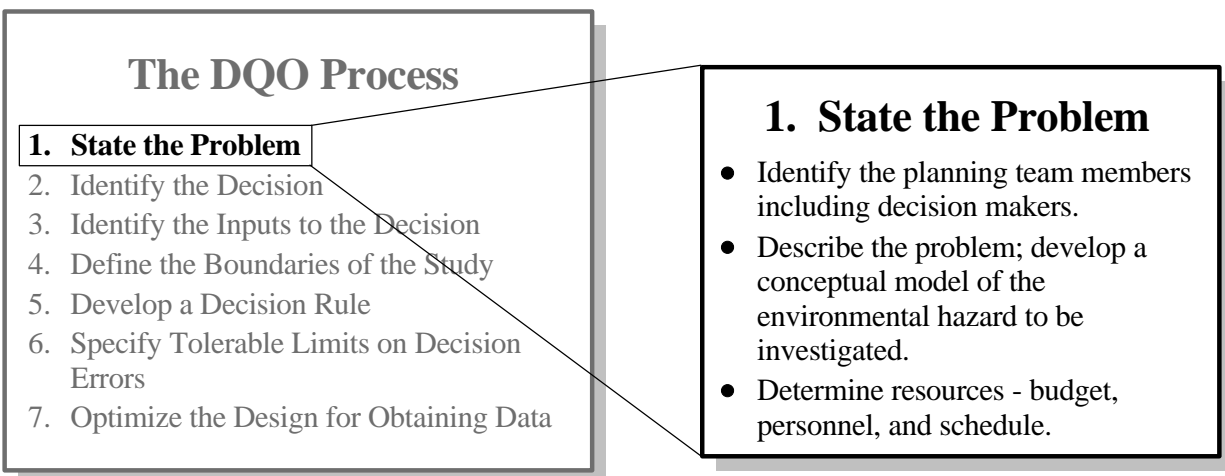 The DQO Process
1. State the Problem
2. Identify the Decision
3. Identify the Inputs to the Decision
4. Define the Boundaries of the Study
5. Develop a Decision Rule
6. Specify Tolerable Limits on Decision
Errors
7. Optimize the Design for Obtaining Data
1. State the Problem
● Identify the planning team members
including decision makers.
● Describe the problem; develop a
conceptual model of the
environmental hazard to be
investigated.
● Determine resources - budget,
personnel, and schedule.